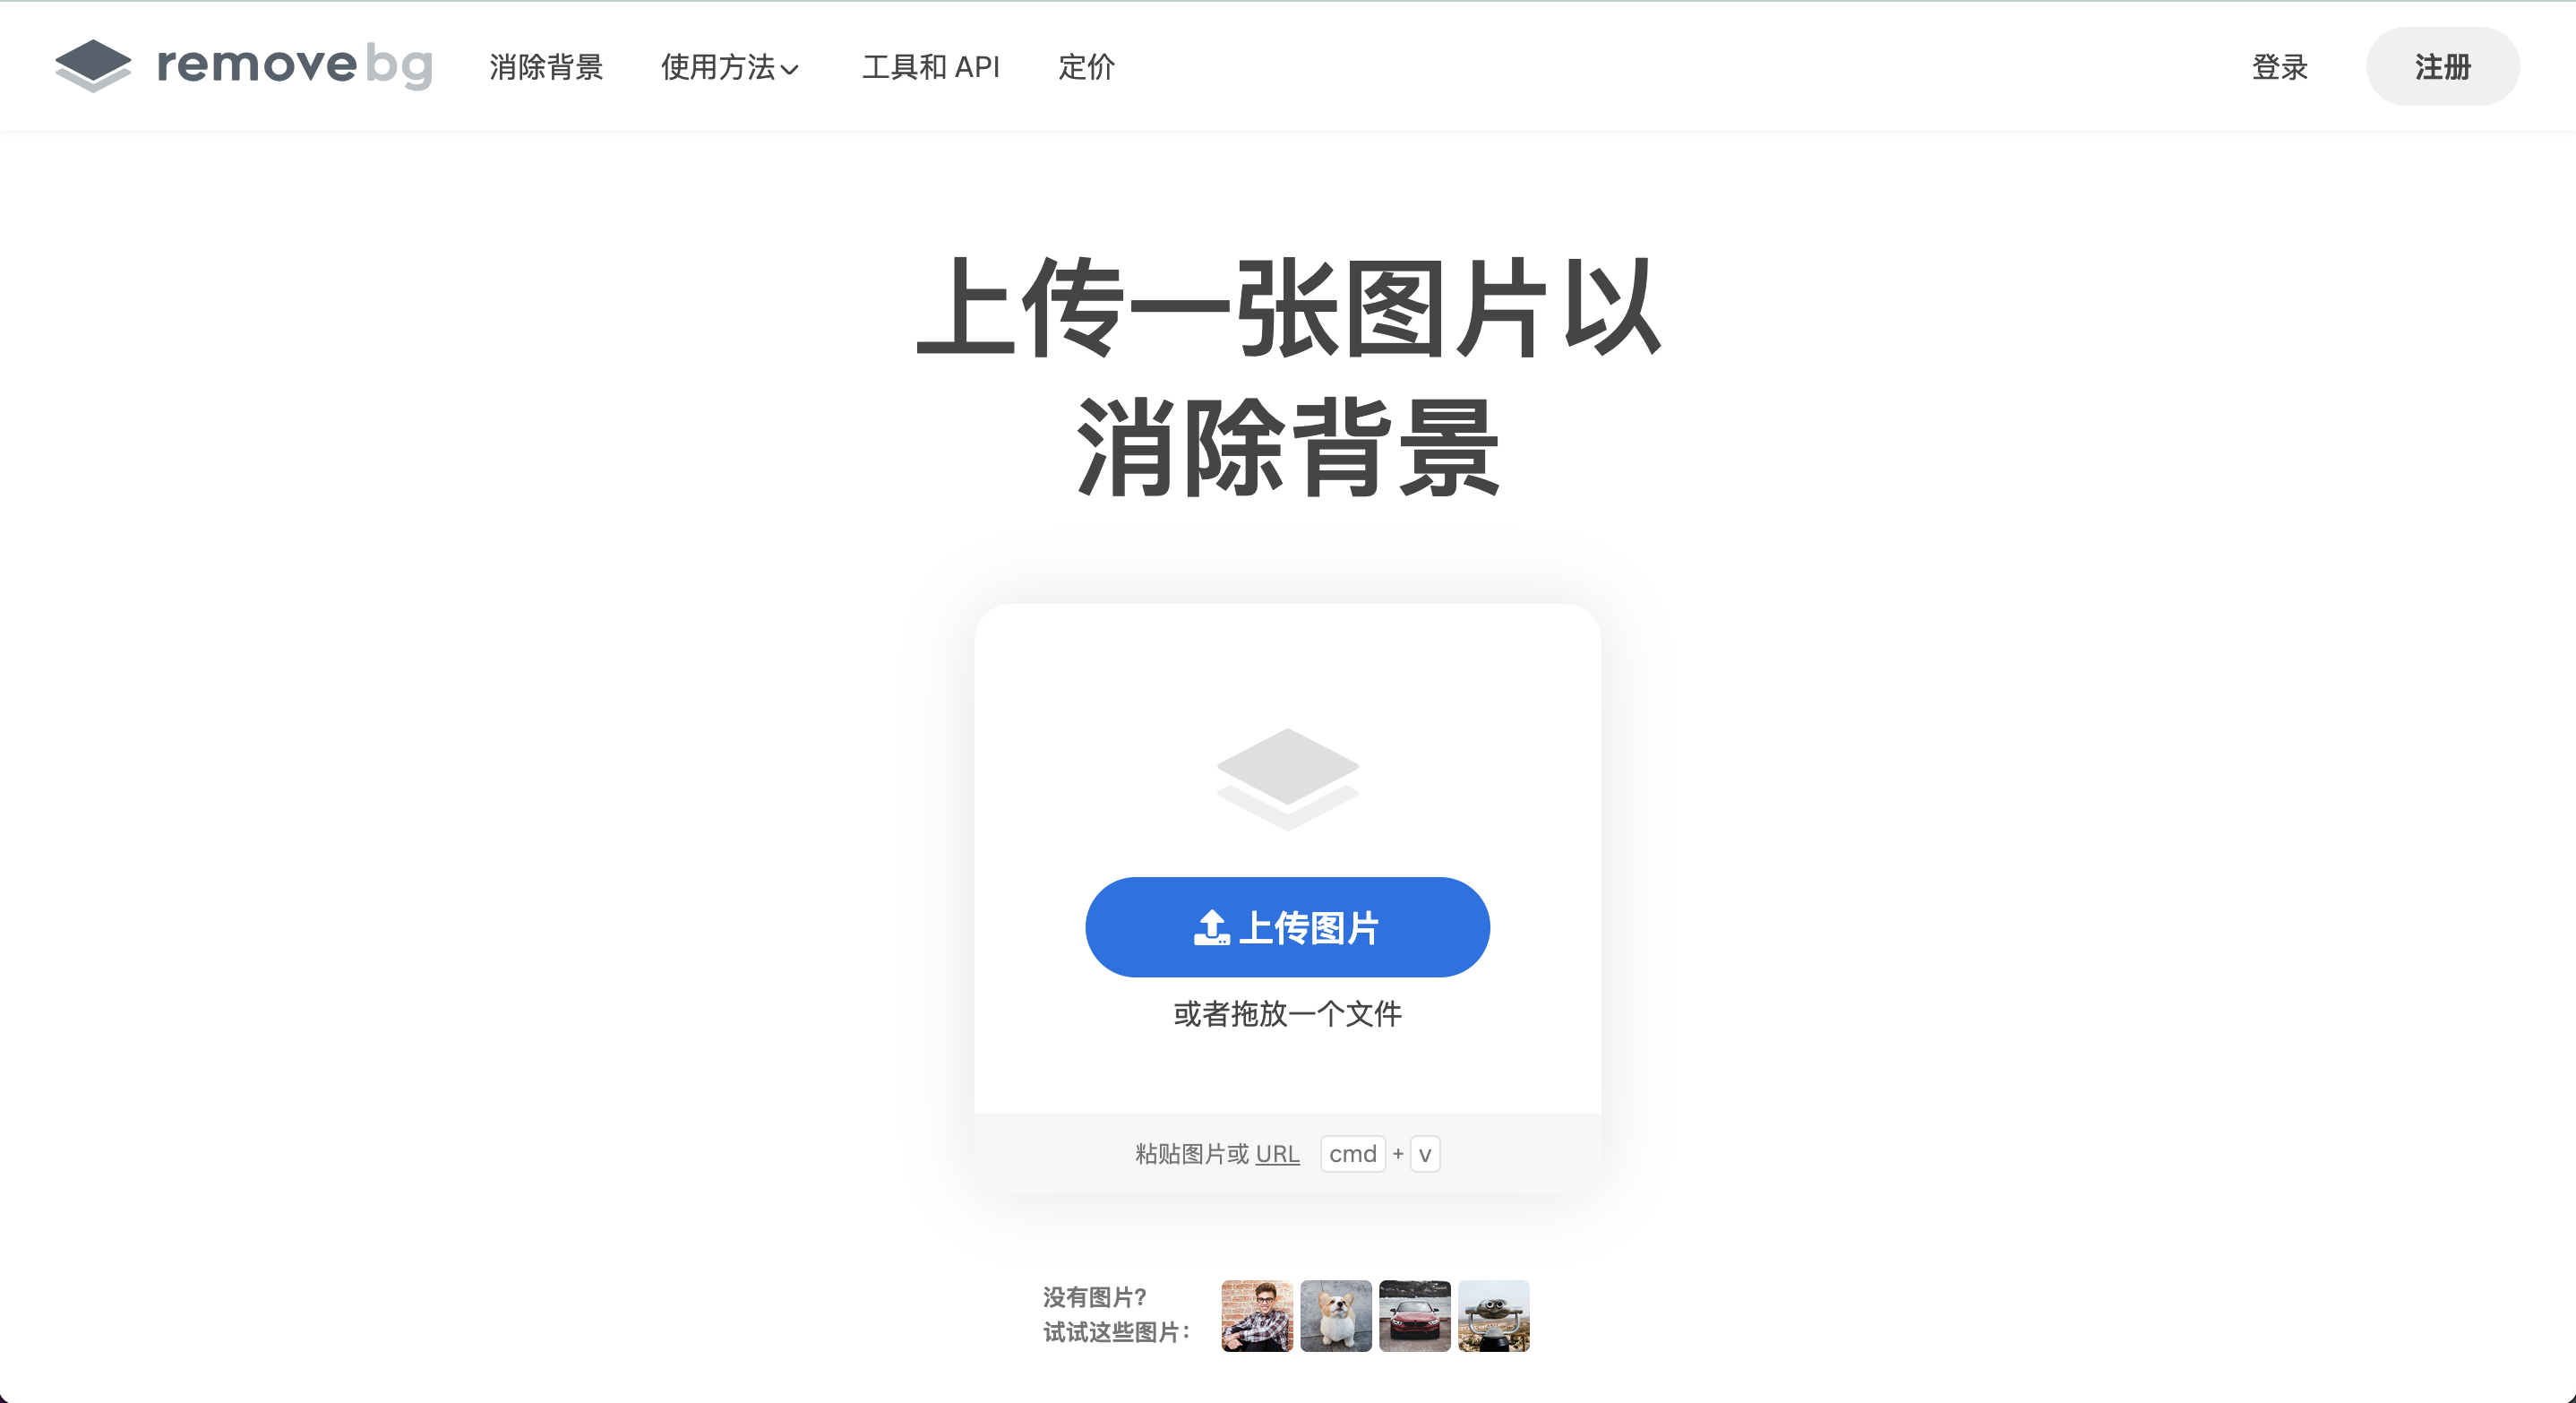 removebg
消除背景
使用方法
工具和 API
定价
登录
注册
上传一张图片以
消除背景
上传图片
或者拖放一个文件
粘贴图片或 URL cmd + v
没有图片?
试试这些图片: